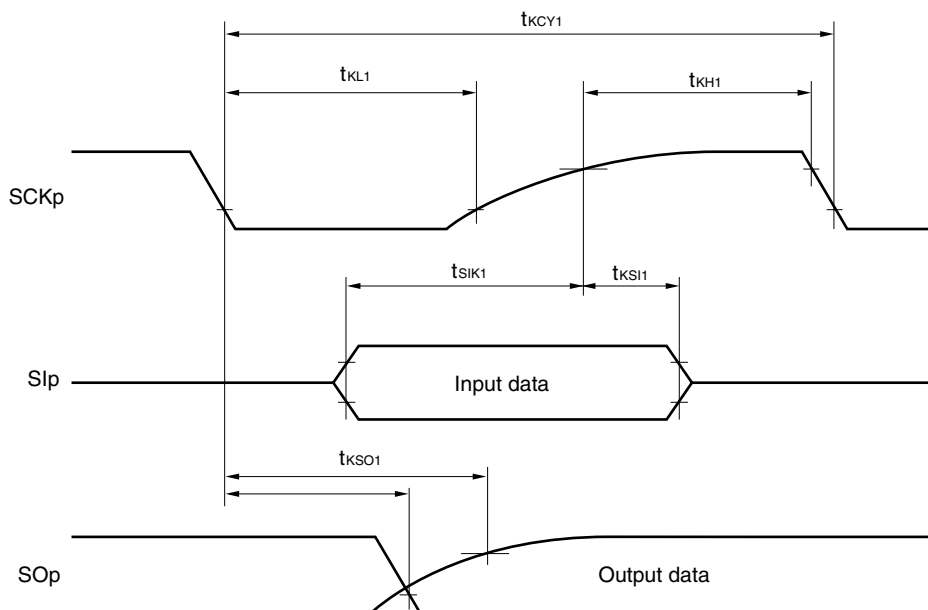 tKCY1
tKL1
tKH1
SCKp
tSIK1
tKSI1
SIp
Input data
tKSO1
SOp
Output data